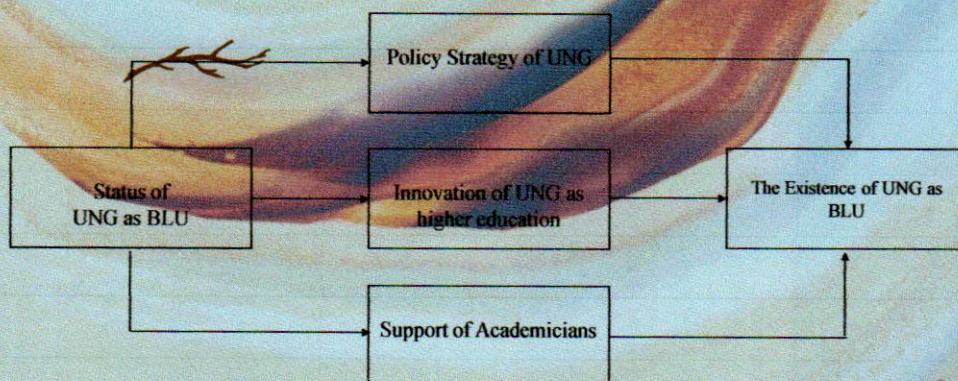 Policy Strategy of UNG
Status of
UNG as BLU
Innovation of UNG as
higher education
The Existence of UNG as
BLU
Support of Academicians